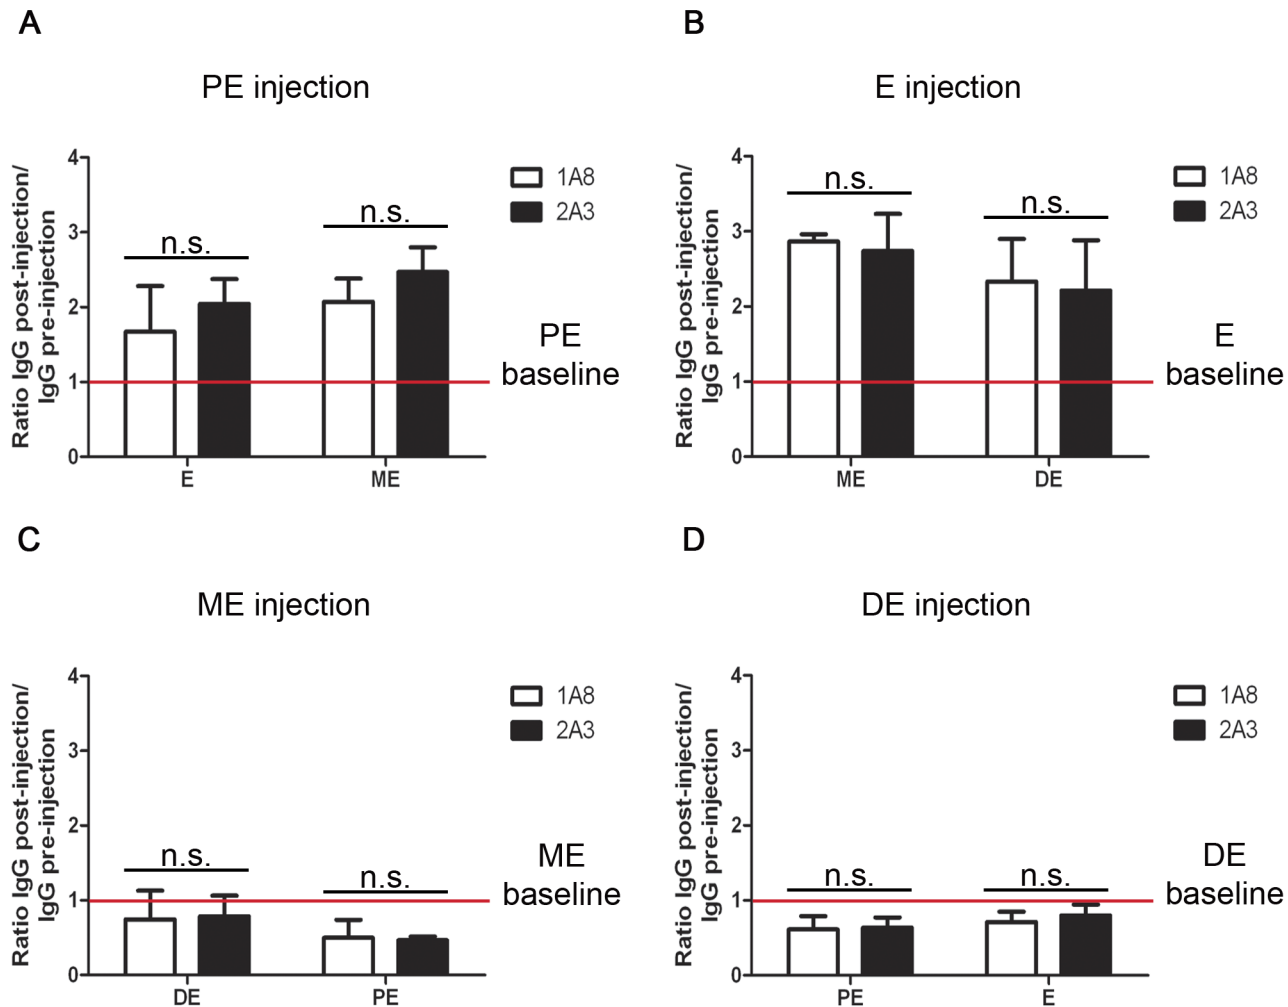 A
PE injection
Ratio IgG post-injection/
IgG pre-injection
4
3
2
1
0
n.s.
n.s.
1A8
2A3
PE
baseline
E
ME
B
E injection
Ratio IgG post-injection/
IgG pre-injection
4
3
2
1
0
n.s.
n.s.
1A8
2A3
E
baseline
ME
DE
C
ME injection
Ratio IgG post-injection/
IgG pre-injection
4
3
2
1
0
n.s.
n.s.
1A8
2A3
ME
baseline
DE
PE
D
DE injection
Ratio IgG post-injection/
IgG pre-injection
4
3
2
1
0
n.s.
n.s.
1A8
2A3
DE
baseline
PE
E